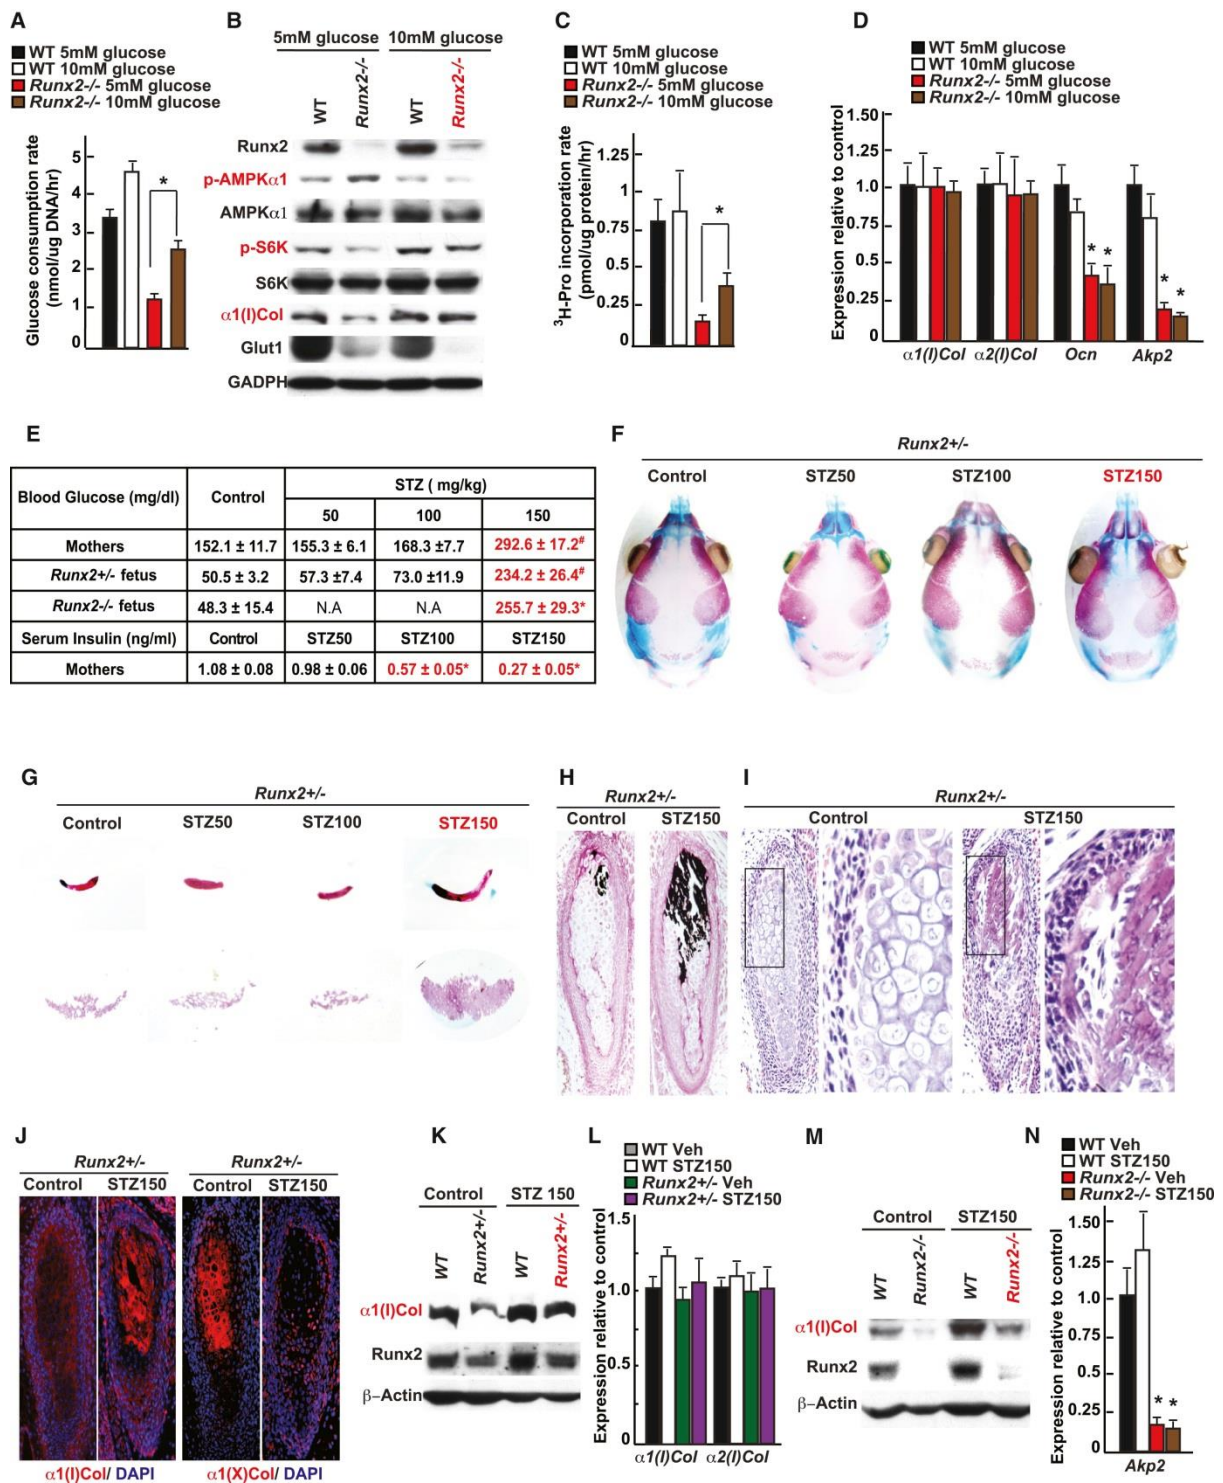 A
WT 5mM glucose
WT 10mM glucose
Runx2-/- 5mM glucose
Runx2-/- 10mM glucose
Glucose consumption rate
(nmol/ug DNA/hr)
5
4
3
2
1
0
*
B
5mM glucose 10mM glucose
WT Runx2-/- WT Runx2-/-
Runx2
p-AMPKα1
AMPKα1
p-S6K
S6K
α1(I)Col
Glut1
GADPH
C
WT 5mM glucose
WT 10mM glucose
Runx2-/- 5mM glucose
Runx2-/- 10mM glucose
³H-Pro incorporation rate
(pmol/ug protein/hr)
1.25
1
0.75
0.5
0.25
0
*
D
WT 5mM glucose
WT 10mM glucose
Runx2-/- 5mM glucose
Runx2-/- 10mM glucose
Expression relative to control
1.50
1.25
1.0
0.75
0.50
0.25
0
* * * *
α1(I)Col α2(I)Col Ocn Akp2
E
Blood Glucose (mg/dl) Control STZ ( mg/kg)
50 100 150
Mothers 152.1 ± 11.7 155.3 ± 6.1 168.3 ±7.7 292.6 ± 17.2#
Runx2+/- fetus 50.5 ± 3.2 57.3 ±7.4 73.0 ±11.9 234.2 ± 26.4#
Runx2-/- fetus 48.3 ± 15.4 N.A N.A 255.7 ± 29.3*
Serum Insulin (ng/ml) Control STZ50 STZ100 STZ150
Mothers 1.08 ± 0.08 0.98 ± 0.06 0.57 ± 0.05* 0.27 ± 0.05*
F
Runx2+/-
Control STZ50 STZ100 STZ150
G
Runx2+/-
Control STZ50 STZ100 STZ150
H
Runx2+/-
Control STZ150
I
Runx2+/-
Control STZ150
J
Runx2+/- Runx2+/-
Control STZ150 Control STZ150
α1(I)Col/ DAPI α1(X)Col/ DAPI
K
Control STZ 150
WT Runx2+/- WT Runx2+/-
α1(I)Col
Runx2
β-Actin
L
WT Veh
WT STZ150
Runx2+/- Veh
Runx2+/- STZ150
Expression relative to control
1.5
1.0
0.5
0
α1(I)Col α2(I)Col
M
Control STZ150
WT Runx2-/- WT Runx2-/-
α1(I)Col
Runx2
β-Actin
N
WT Veh
WT STZ150
Runx2-/- Veh
Runx2-/- STZ150
Expression relative to control
1.50
1.25
1.0
0.75
0.50
0.25
0
* *
Akp2